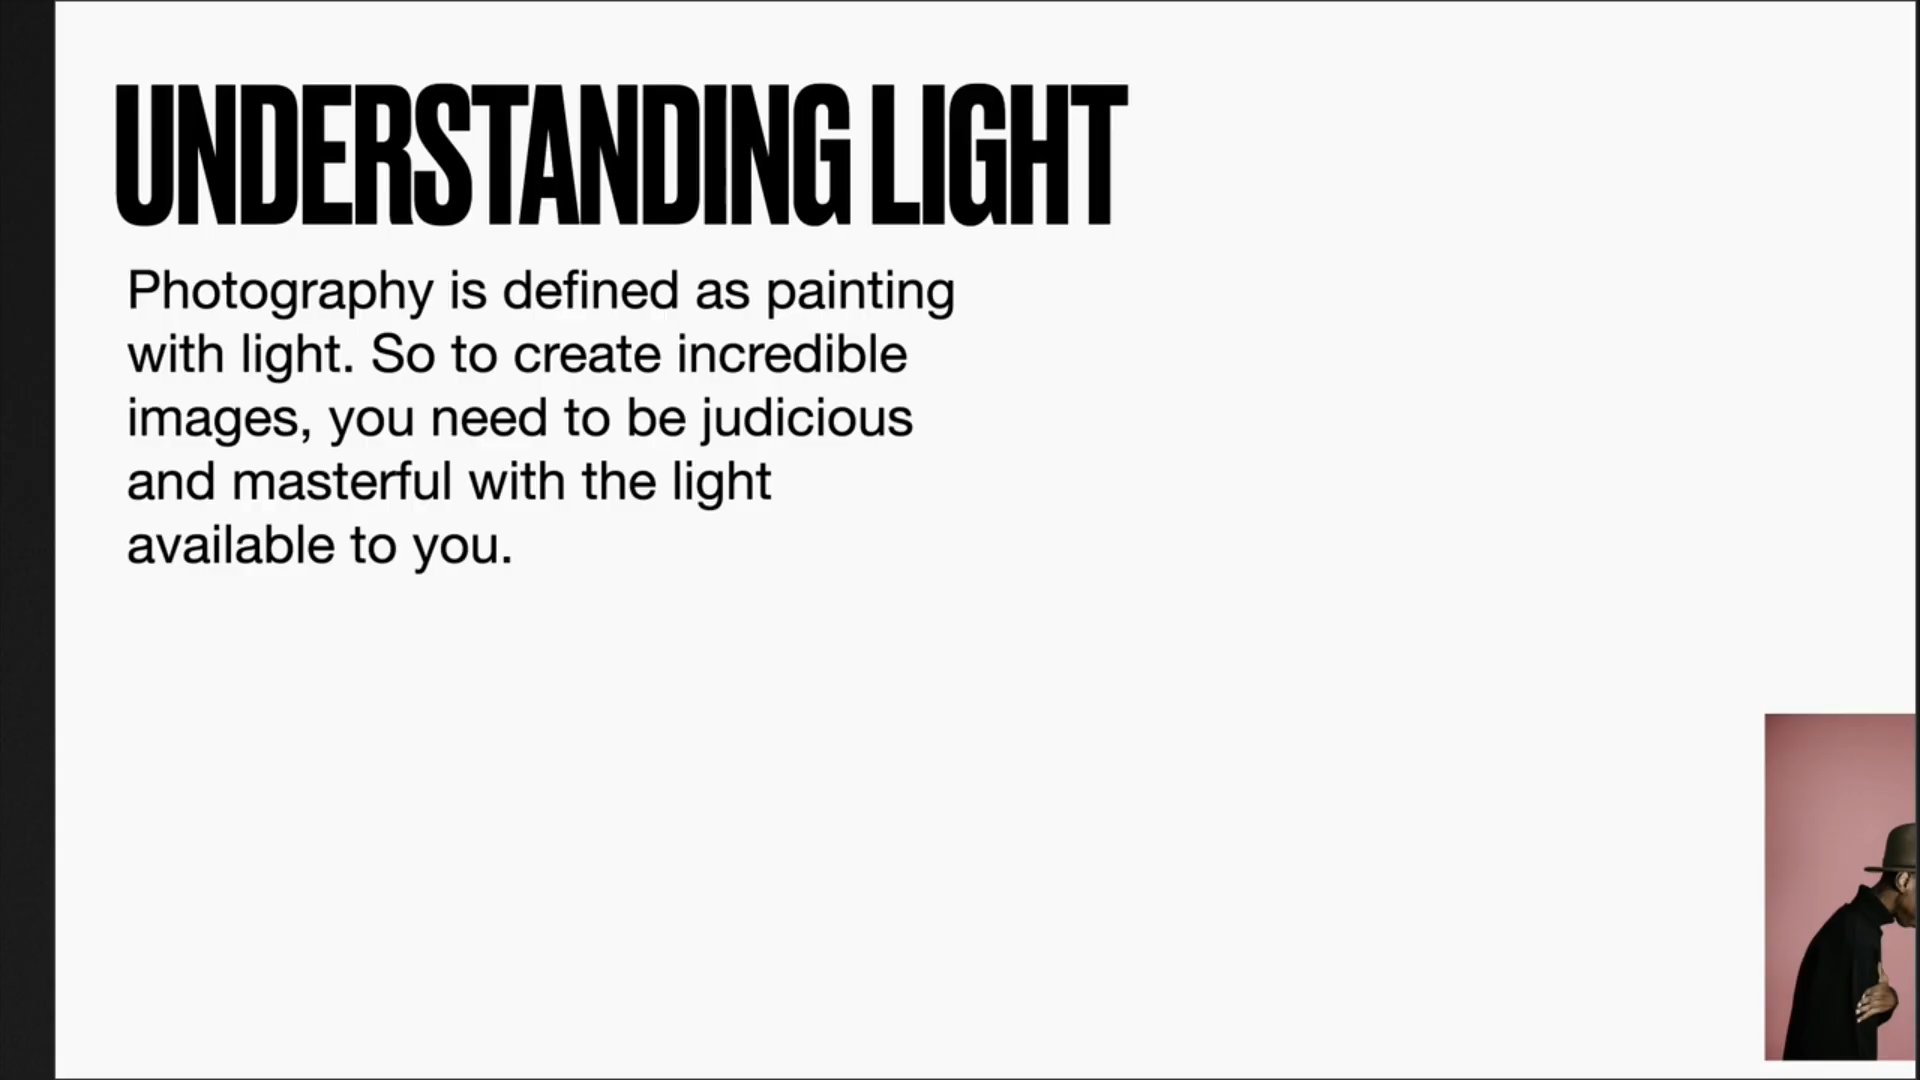 UNDERSTANDING LIGHT
Photography is defined as painting
with light. So to create incredible
images, you need to be judicious
and masterful with the light
available to you.